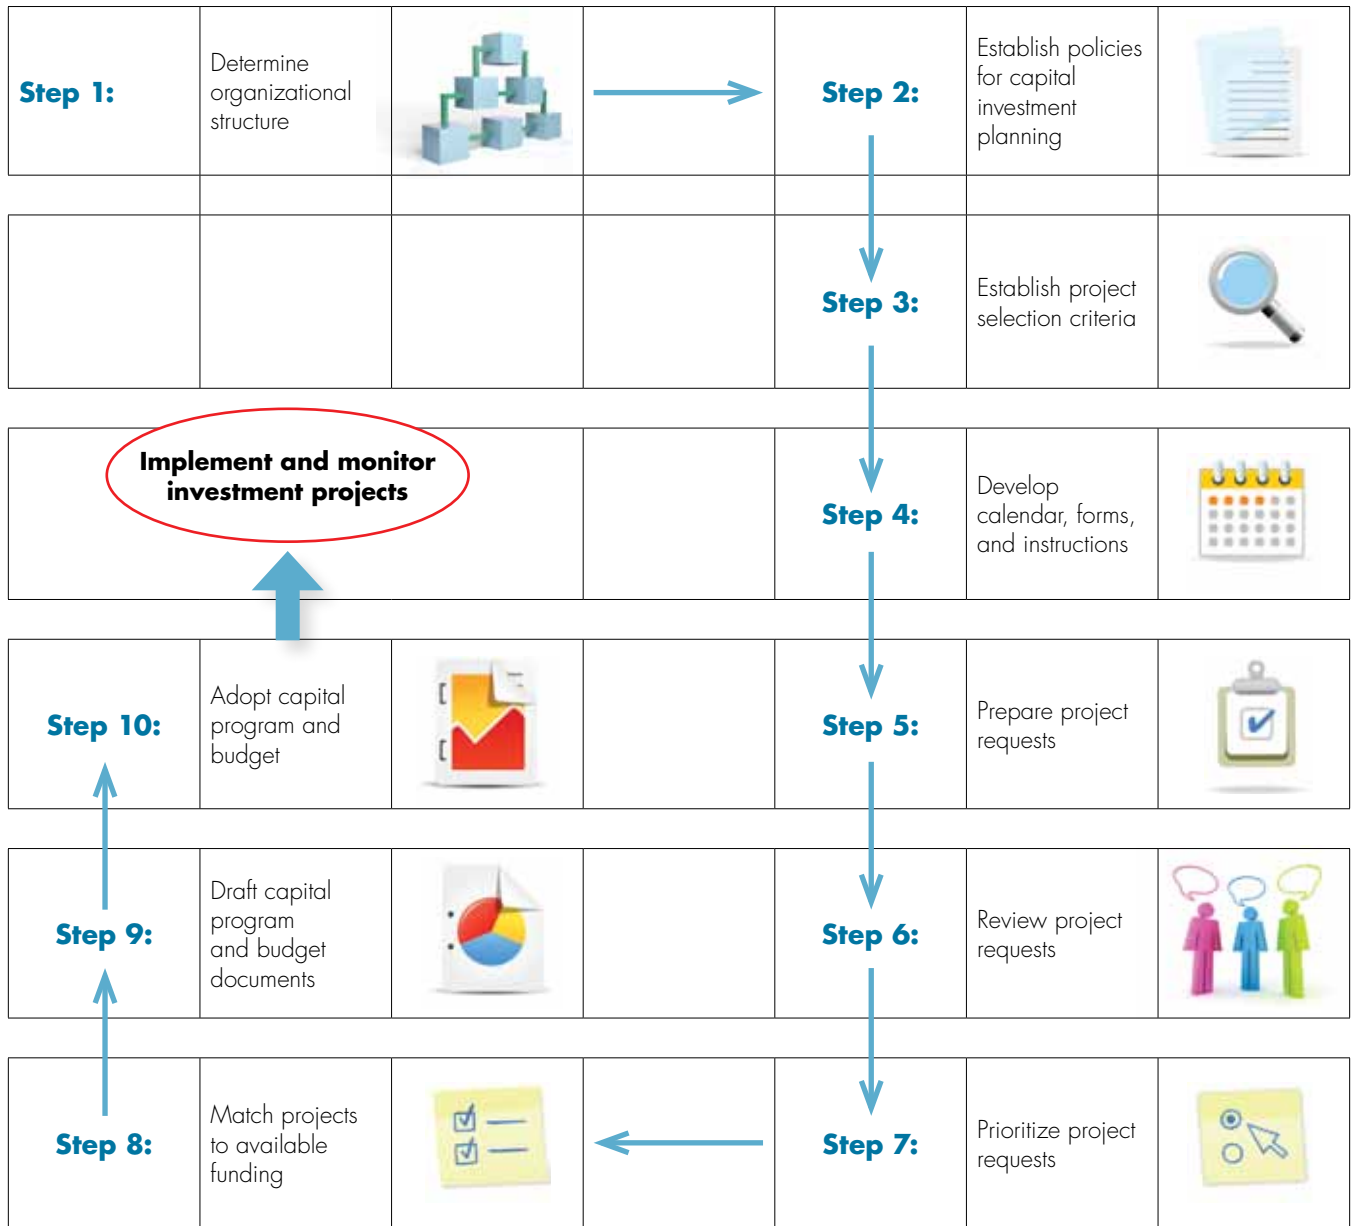 Step 1:
Determine
organizational
structure
Step 2:
Establish policies
for capital
investment
planning
Step 3:
Establish project
selection criteria
Implement and monitor
investment projects
Step 4:
Develop
calendar, forms,
and instructions
Step 10:
Adopt capital
program and
budget
Step 5:
Prepare project
requests
Step 9:
Draft capital
program
and budget
documents
Step 6:
Review project
requests
Step 8:
Match projects
to available
funding
Step 7:
Prioritize project
requests